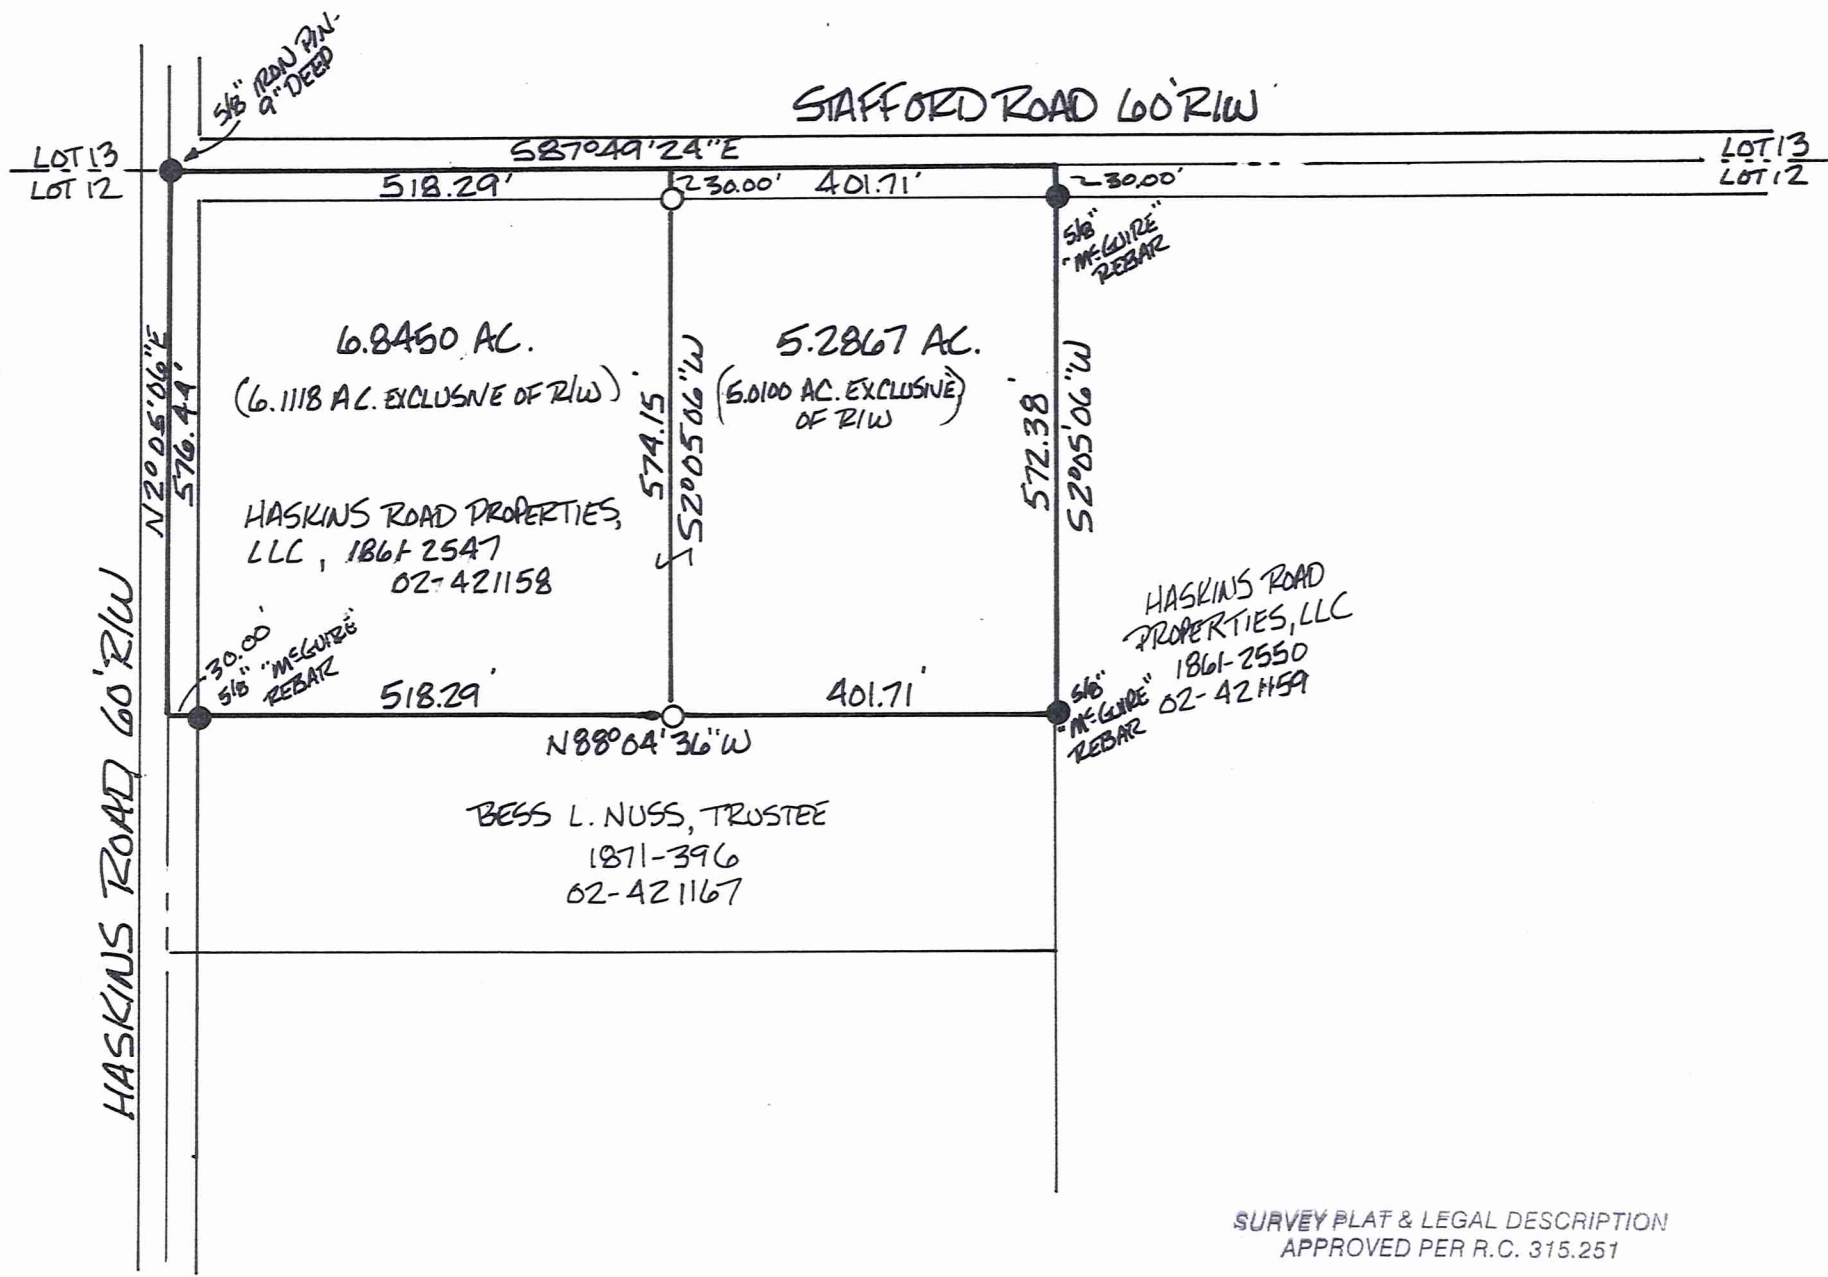 5/8" IRON PIN-
9" DEEP
STAFFORD ROAD 60' R/W
LOT 13
LOT 12
S87°49'24"E
LOT 13
LOT 12
518.29'
30.00'
401.71'
30.00'
5/8"
"McGUIRE"
REBAR
6.8450 AC.
(6.1118 AC. EXCLUSIVE OF R/W)
5.2867 AC.
(5.0100 AC. EXCLUSIVE)
OF R/W
N2°05'06"E
576.44'
574.15'
S2°05'06"W
572.38'
S2°05'06"W
HASKINS ROAD PROPERTIES,
LLC, 1861-2547
02-421158
HASKINS ROAD
PROPERTIES, LLC
1861-2550
02-421159
30.00'
5/8" "McGUIRE"
REBAR
518.29'
401.71'
5/8"
"McGUIRE"
REBAR
N88°04'36"W
HASKINS ROAD 60' R/W
BESS L. NUSS, TRUSTEE
1871-396
02-421167
SURVEY PLAT & LEGAL DESCRIPTION
APPROVED PER R.C. 315.251